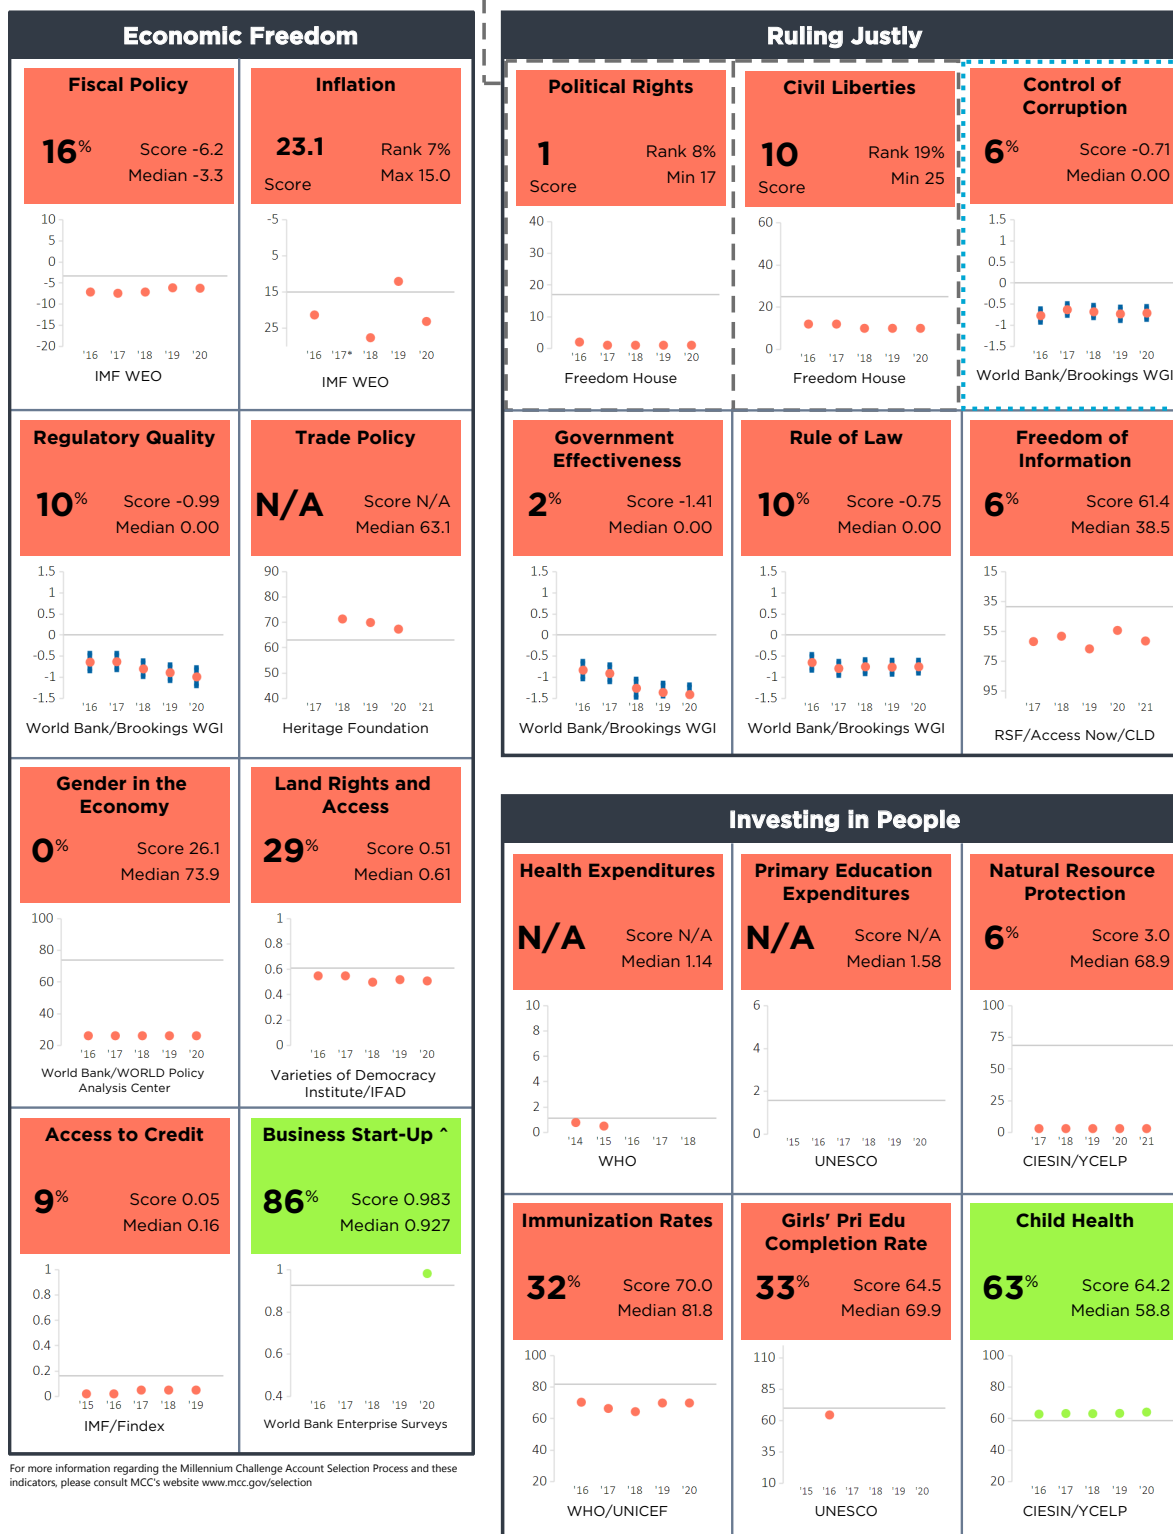 Economic Freedom
Fiscal Policy
16%
Score -6.2
Median -3.3
10
5
0
-5
-10
-15
-20
'16 '17 '18 '19 '20
IMF WEO
Inflation
23.1
Score
Rank 7%
Max 15.0
-5
5
15
25
'16 '17* '18 '19 '20
IMF WEO
Regulatory Quality
10%
Score -0.99
Median 0.00
1.5
1
0.5
0
-0.5
-1
-1.5
'16 '17 '18 '19 '20
World Bank/Brookings WGI
Trade Policy
N/A
Score N/A
Median 63.1
90
80
70
60
50
40
'17 '18 '19 '20 '21
Heritage Foundation
Gender in the
Economy
0%
Score 26.1
Median 73.9
100
80
60
40
20
'16 '17 '18 '19 '20
World Bank/WORLD Policy
Analysis Center
Land Rights and
Access
29%
Score 0.51
Median 0.61
1
0.8
0.6
0.4
0.2
0
'16 '17 '18 '19 '20
Varieties of Democracy
Institute/IFAD
Access to Credit
9%
Score 0.05
Median 0.16
1
0.8
0.6
0.4
0.2
0
'15 '16 '17 '18 '19
IMF/Findex
Business Start-Up ^
86%
Score 0.983
Median 0.927
1
0.8
0.6
0.4
'16 '17 '18 '19 '20
World Bank Enterprise Surveys
For more information regarding the Millennium Challenge Account Selection Process and these
indicators, please consult MCC's website www.mcc.gov/selection
Ruling Justly
Political Rights
1
Score
Rank 8%
Min 17
40
30
20
10
0
'16 '17 '18 '19 '20
Freedom House
Civil Liberties
10
Score
Rank 19%
Min 25
60
40
20
0
'16 '17 '18 '19 '20
Freedom House
Control of
Corruption
6%
Score -0.71
Median 0.00
1.5
1
0.5
0
-0.5
-1
-1.5
'16 '17 '18 '19 '20
World Bank/Brookings WGI
Government
Effectiveness
2%
Score -1.41
Median 0.00
1.5
1
0.5
0
-0.5
-1
-1.5
'16 '17 '18 '19 '20
World Bank/Brookings WGI
Rule of Law
10%
Score -0.75
Median 0.00
1.5
1
0.5
0
-0.5
-1
-1.5
'16 '17 '18 '19 '20
World Bank/Brookings WGI
Freedom of
Information
6%
Score 61.4
Median 38.5
15
35
55
75
95
'17 '18 '19 '20 '21
RSF/Access Now/CLD
Investing in People
Health Expenditures
N/A
Score N/A
Median 1.14
10
8
6
4
2
0
'14 '15 '16 '17 '18
WHO
Primary Education
Expenditures
N/A
Score N/A
Median 1.58
6
4
2
0
'15 '16 '17 '19 '20
UNESCO
Natural Resource
Protection
6%
Score 3.0
Median 68.9
100
75
50
25
0
'17 '18 '19 '20 '21
CIESIN/YCELP
Immunization Rates
32%
Score 70.0
Median 81.8
100
80
60
40
20
'16 '17 '18 '19 '20
WHO/UNICEF
Girls' Pri Edu
Completion Rate
33%
Score 64.5
Median 69.9
110
85
60
35
10
'15 '16 '17 '18 '19 '20
UNESCO
Child Health
63%
Score 64.2
Median 58.8
100
80
60
40
20
'16 '17 '18 '19 '20
CIESIN/YCELP